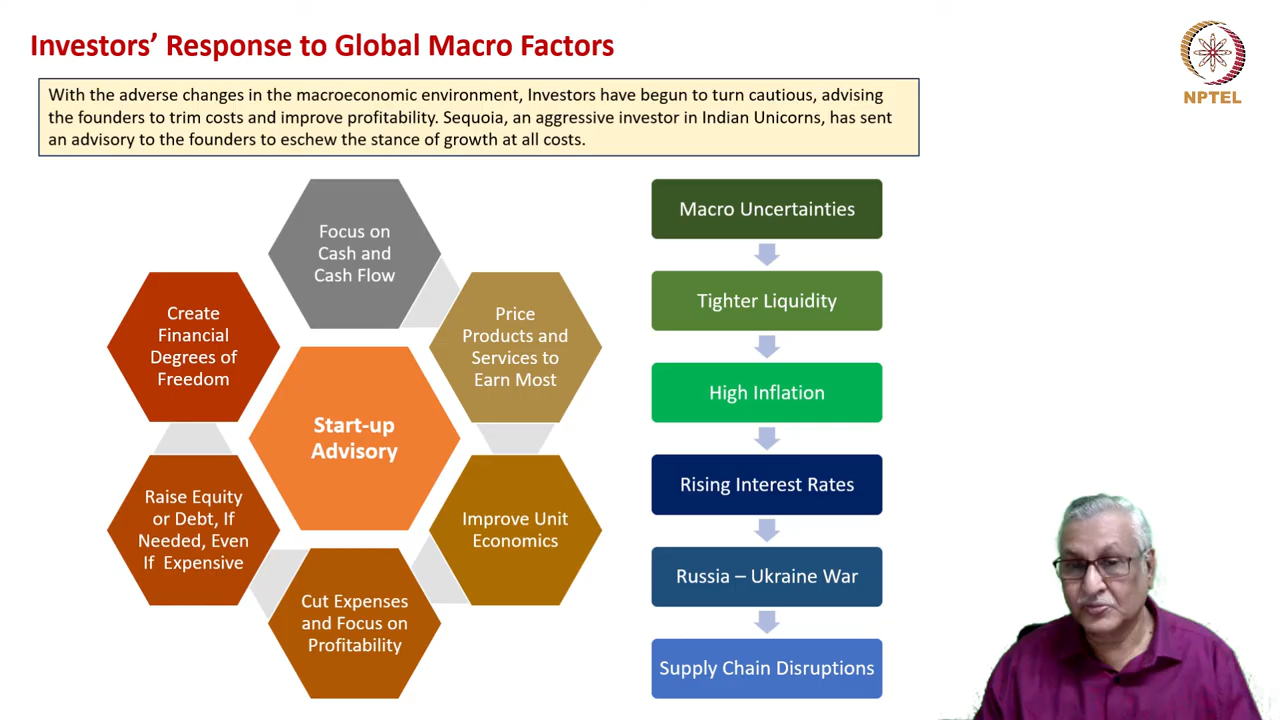 Investors’ Response to Global Macro Factors
NPTEL
With the adverse changes in the macroeconomic environment, Investors have begun to turn cautious, advising
the founders to trim costs and improve profitability. Sequoia, an aggressive investor in Indian Unicorns, has sent
an advisory to the founders to eschew the stance of growth at all costs.
Focus on
Cash and
Cash Flow
Price
Products and
Services to
Earn Most
Improve Unit
Economics
Cut Expenses
and Focus on
Profitability
Raise Equity
or Debt, If
Needed, Even
If Expensive
Create
Financial
Degrees of
Freedom
Start-up
Advisory
Macro Uncertainties
Tighter Liquidity
High Inflation
Rising Interest Rates
Russia – Ukraine War
Supply Chain Disruptions